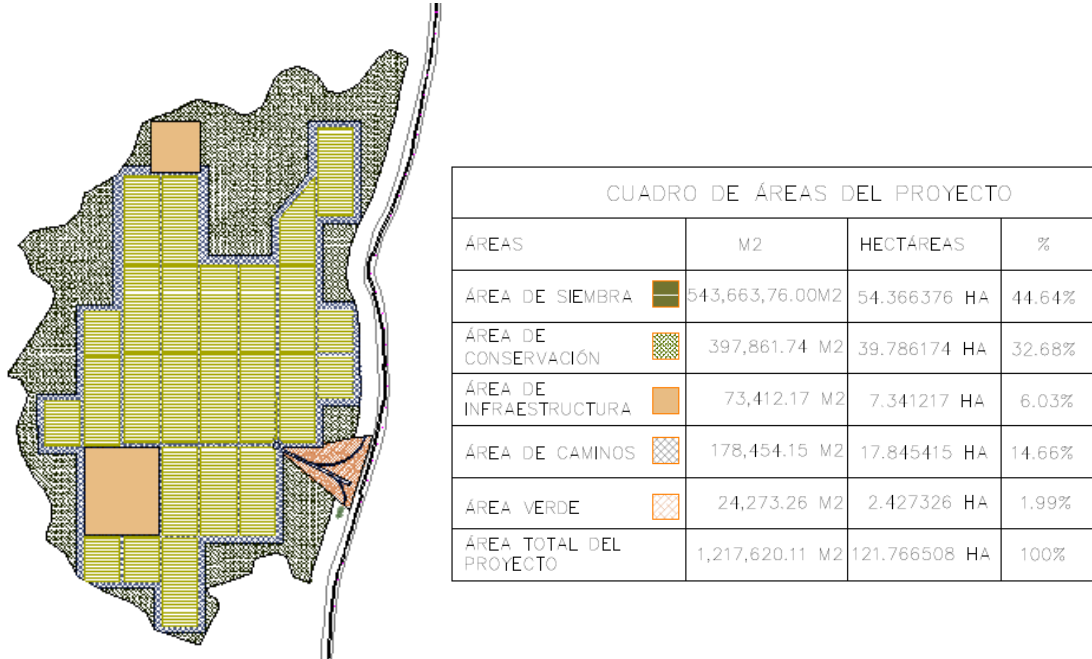 CUADRO DE ÁREAS DEL PROYECTO
ÁREAS M2 HECTÁREAS %
ÁREA DE SIEMBRA 543,663,76.00M2 54.366376 HA 44.64%
ÁREA DE
CONSERVACIÓN 397,861.74 M2 39.786174 HA 32.68%
ÁREA DE
INFRAESTRUCTURA 73,412.17 M2 7.341217 HA 6.03%
ÁREA DE CAMINOS 178,454.15 M2 17.845415 HA 14.66%
ÁREA VERDE 24,273.26 M2 2.427326 HA 1.99%
ÁREA TOTAL DEL
PROYECTO 1,217,620.11 M2 121.766508 HA 100%